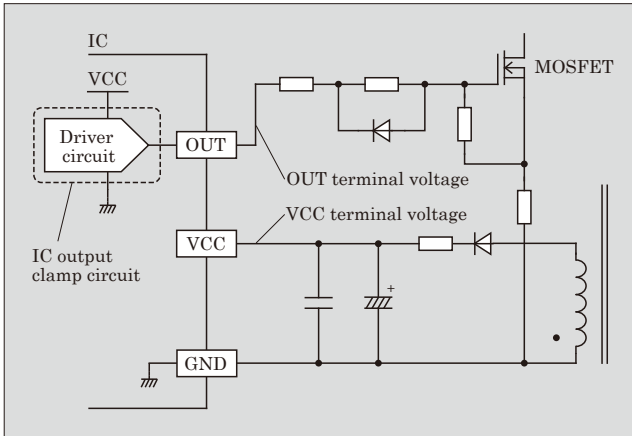 IC
VCC
Driver
circuit
OUT
MOSFET
OUT terminal voltage
VCC terminal voltage
VCC
IC output
clamp circuit
+
GND